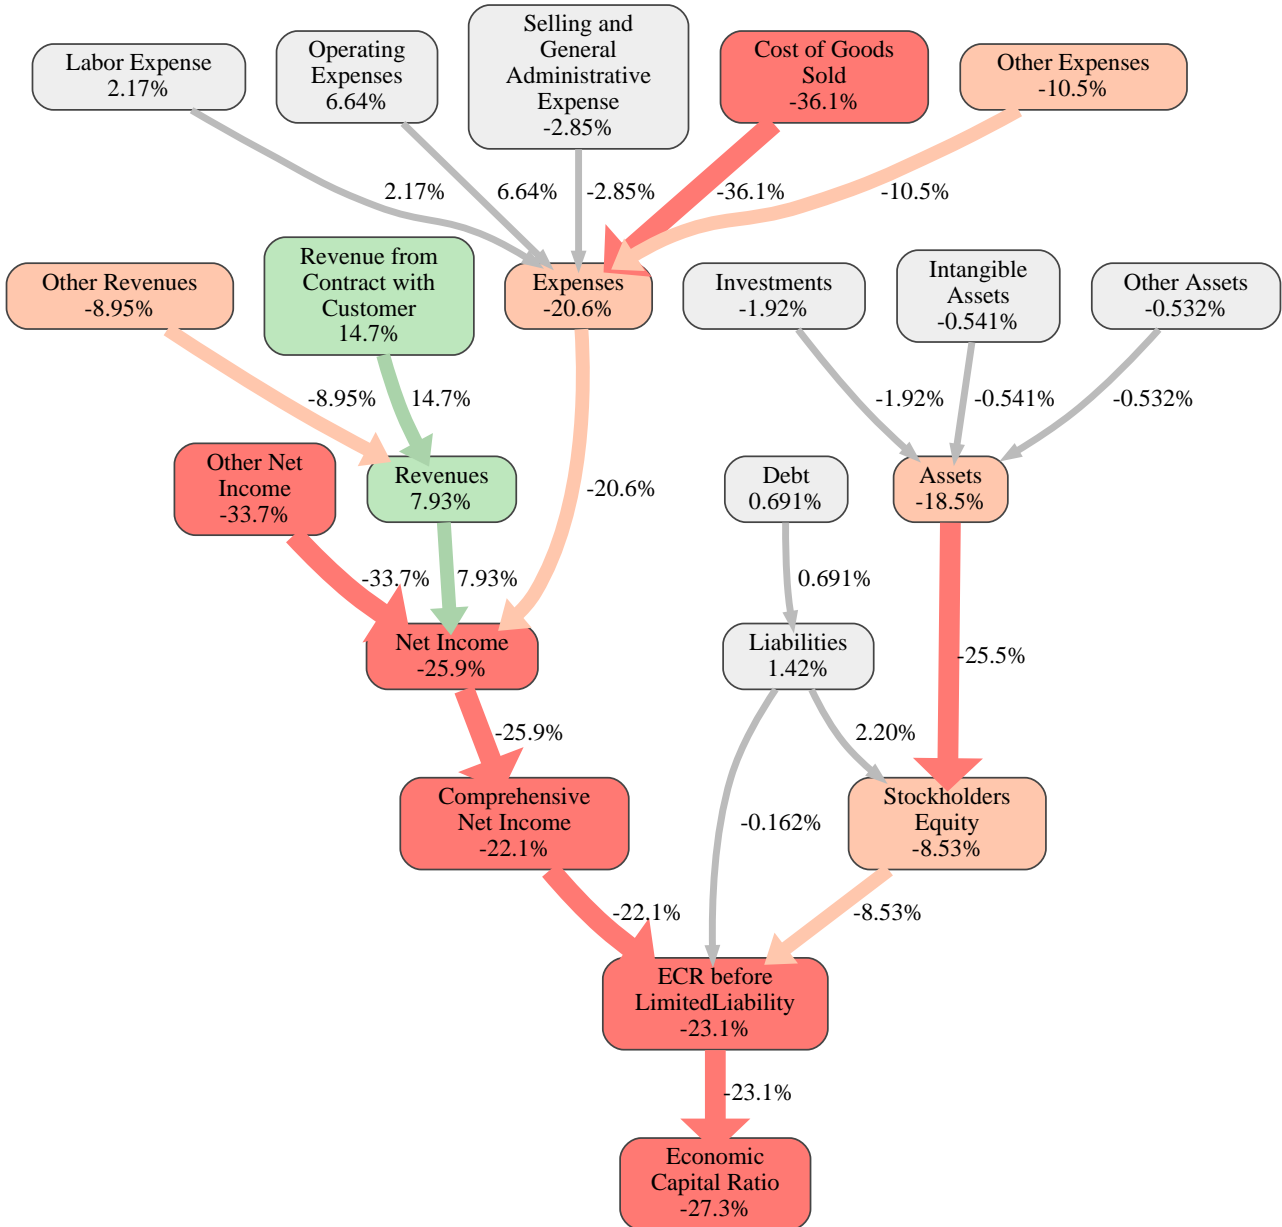 Labor Expense
2.17%
Operating
Expenses
6.64%
Selling and
General
Administrative
Expense
-2.85%
Cost of Goods
Sold
-36.1%
Other Expenses
-10.5%
2.17%
6.64%
-2.85%
-36.1%
-10.5%
Other Revenues
-8.95%
Revenue from
Contract with
Customer
14.7%
Expenses
-20.6%
Investments
-1.92%
Intangible
Assets
-0.541%
Other Assets
-0.532%
-8.95%
14.7%
-20.6%
-1.92%
-0.541%
-0.532%
Other Net
Income
-33.7%
Revenues
7.93%
Debt
0.691%
Assets
-18.5%
-33.7%
7.93%
0.691%
-25.5%
Net Income
-25.9%
Liabilities
1.42%
-25.9%
2.20%
-0.162%
Comprehensive
Net Income
-22.1%
Stockholders
Equity
-8.53%
-22.1%
-8.53%
ECR before
LimitedLiability
-23.1%
-23.1%
Economic
Capital Ratio
-27.3%